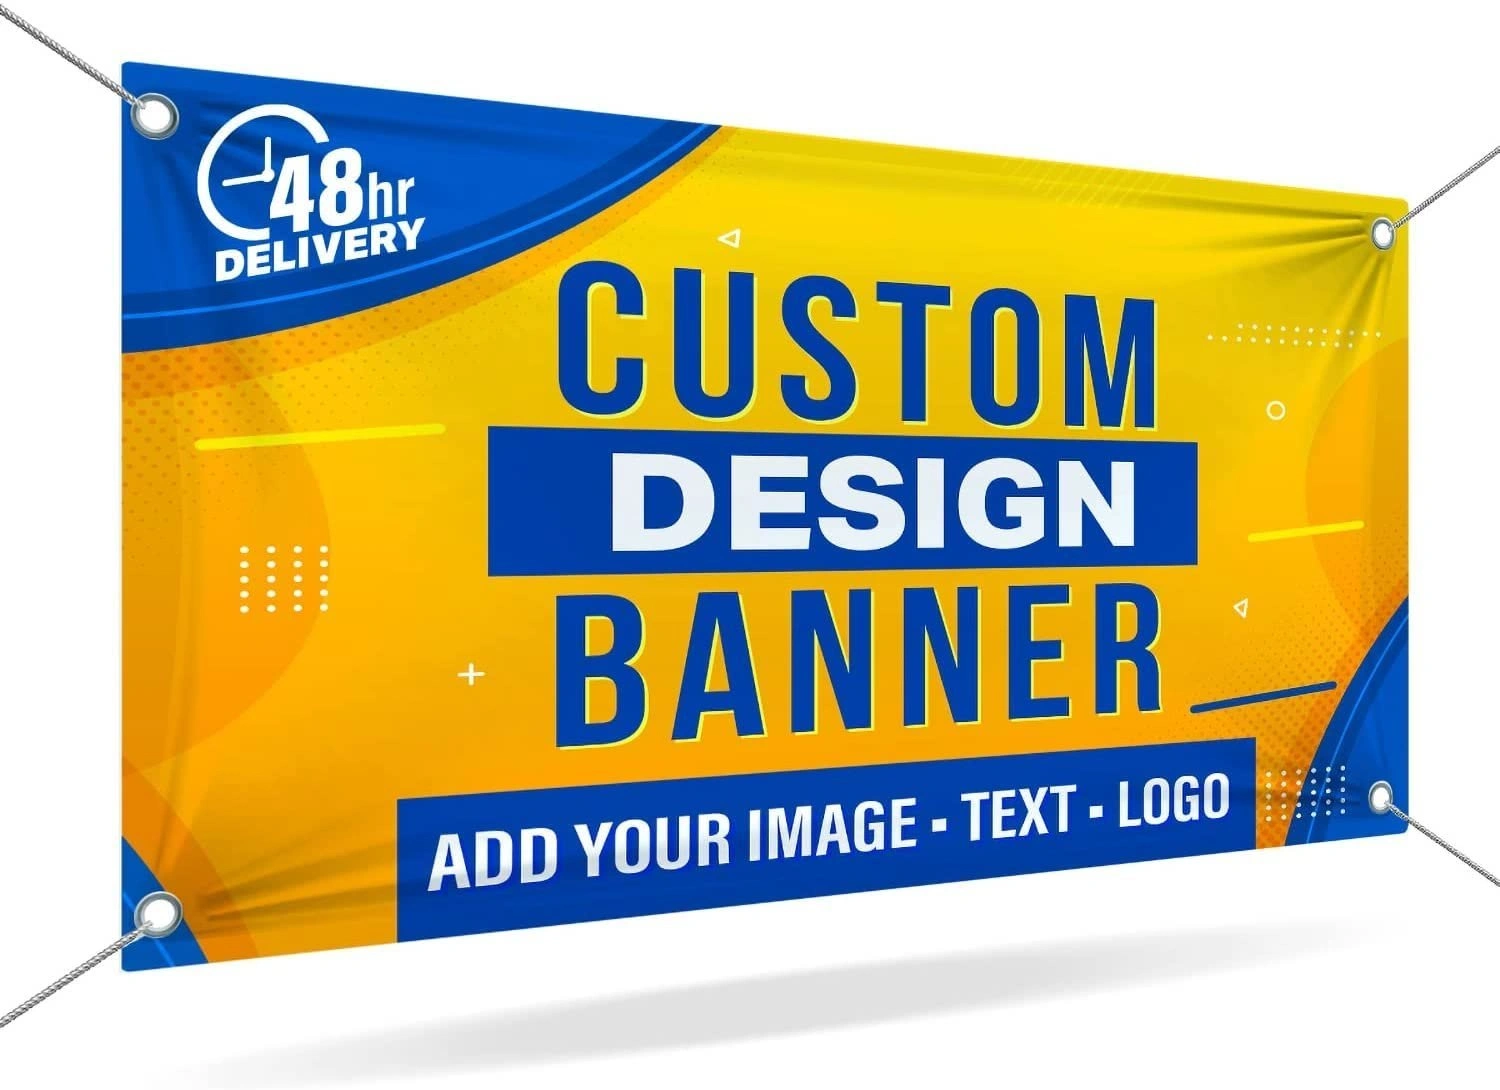 48hr
DELIVERY
CUSTOM
DESIGN
BANNER
ADD YOUR IMAGE - TEXT - LOGO